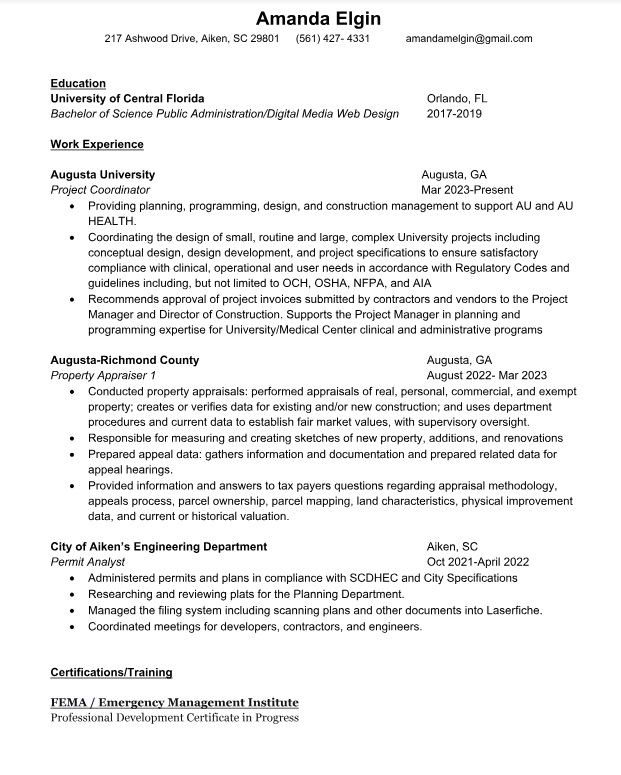 Amanda Elgin
217 Ashwood Drive, Aiken, SC 29801 (561) 427- 4331 amandamelgin@gmail.com
Education
University of Central Florida Orlando, FL
Bachelor of Science Public Administration/Digital Media Web Design 2017-2019
Work Experience
Augusta University Augusta, GA
Project Coordinator Mar 2023-Present
• Providing planning, programming, design, and construction management to support AU and AU
HEALTH.
• Coordinating the design of small, routine and large, complex University projects including
conceptual design, design development, and project specifications to ensure satisfactory
compliance with clinical, operational and user needs in accordance with Regulatory Codes and
guidelines including, but not limited to OCH, OSHA, NFPA, and AIA
• Recommends approval of project invoices submitted by contractors and vendors to the Project
Manager and Director of Construction. Supports the Project Manager in planning and
programming expertise for University/Medical Center clinical and administrative programs
Augusta-Richmond County Augusta, GA
Property Appraiser 1 August 2022- Mar 2023
• Conducted property appraisals: performed appraisals of real, personal, commercial, and exempt
property; creates or verifies data for existing and/or new construction; and uses department
procedures and current data to establish fair market values, with supervisory oversight.
• Responsible for measuring and creating sketches of new property, additions, and renovations
• Prepared appeal data: gathers information and documentation and prepared related data for
appeal hearings.
• Provided information and answers to tax payers questions regarding appraisal methodology,
appeals process, parcel ownership, parcel mapping, land characteristics, physical improvement
data, and current or historical valuation.
City of Aiken's Engineering Department Aiken, SC
Permit Analyst Oct 2021-April 2022
• Administered permits and plans in compliance with SCDHEC and City Specifications
• Researching and reviewing plats for the Planning Department.
• Managed the filing system including scanning plans and other documents into Laserfiche.
• Coordinated meetings for developers, contractors, and engineers.
Certifications/Training
FEMA / Emergency Management Institute
Professional Development Certificate in Progress